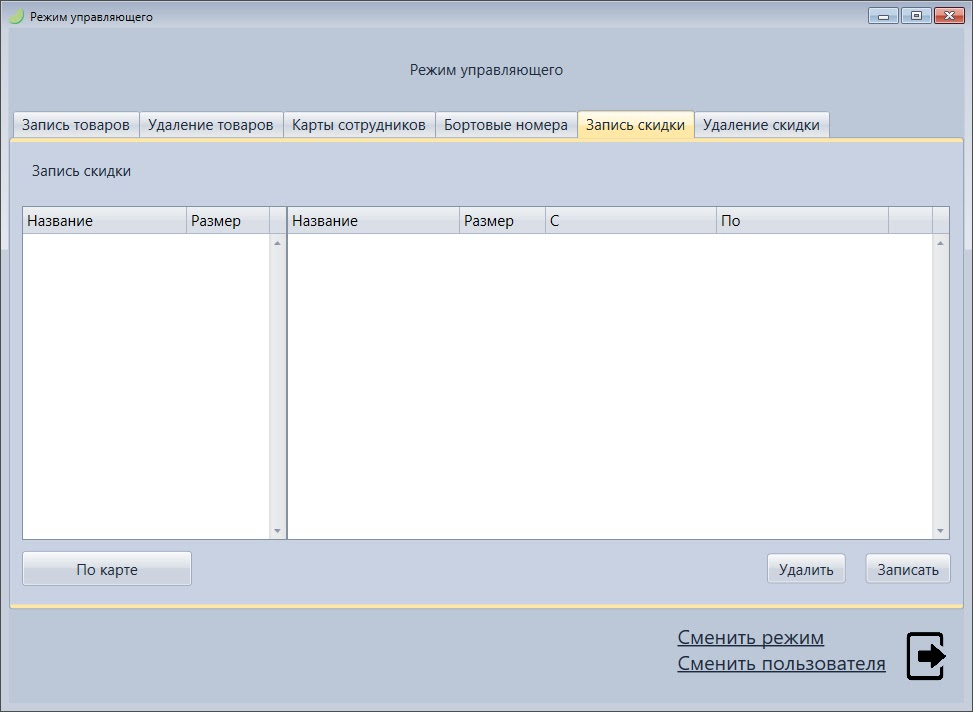 Режим управляющего
Режим управляющего
Запись товаров Удаление товаров Карты сотрудников Бортовые номера Запись скидки Удаление скидки
Запись скидки
Название Размер Название Размер С По
По карте Удалить Записать
Сменить режим
Сменить пользователя